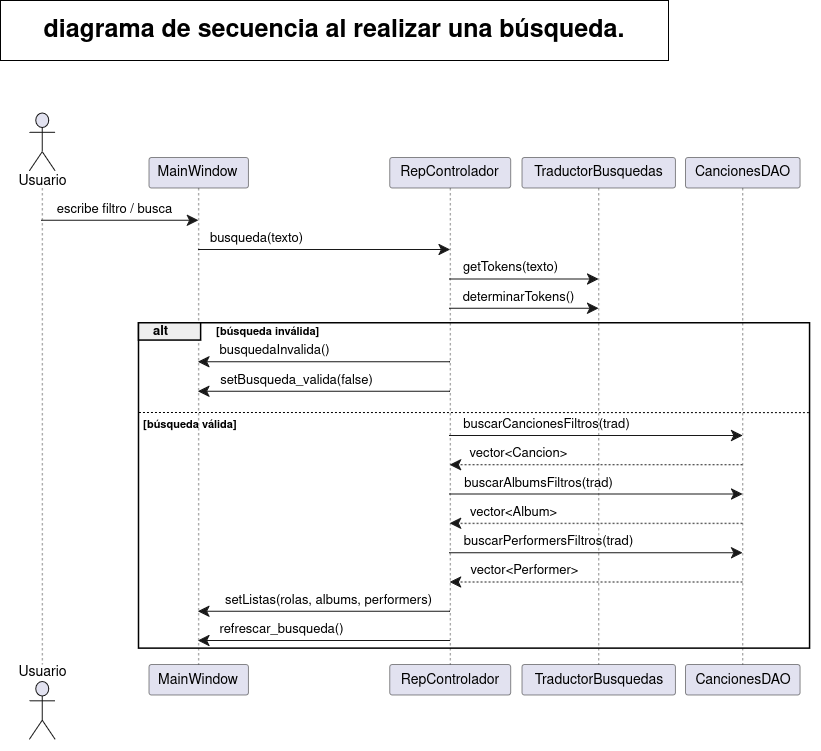 diagrama de secuencia al realizar una búsqueda.
Usuario
MainWindow
RepControlador
TraductorBusquedas
CancionesDAO
escribe filtro / busca
busqueda(texto)
getTokens(texto)
determinarTokens()
alt
[búsqueda inválida]
busquedaInvalida()
setBusqueda_valida(false)
[búsqueda válida]
buscarCancionesFiltros(trad)
vector<Cancion>
buscarAlbumsFiltros(trad)
vector<Album>
buscarPerformersFiltros(trad)
vector<Performer>
setListas(rolas, albums, performers)
refrescar_busqueda()
Usuario
MainWindow
RepControlador
TraductorBusquedas
CancionesDAO